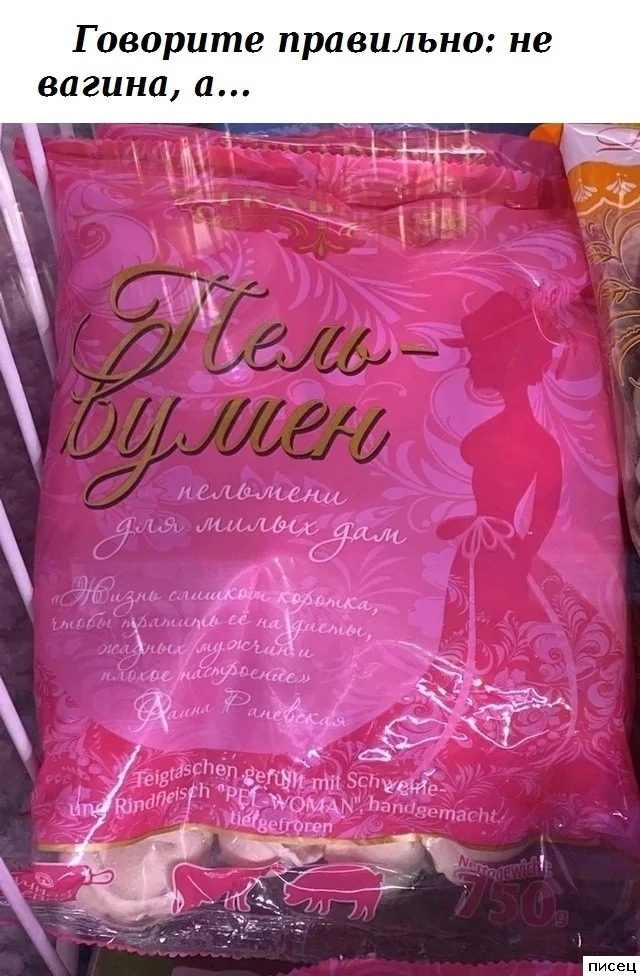 Говорите правильно: не
вагина, а...
Пель-
вумен
пельмени
для милых дам
«Жизнь слишком коротка,
чтобы тратить её на диеты,
жадных мужчин и
плохое настроение»
Фаина Раневская
Teigtaschen gefüllt mit Schweine-
und Rindfleisch "PEL-WOMAN", handgemacht,
tiefgefroren
Nettogewicht:
750g
писец